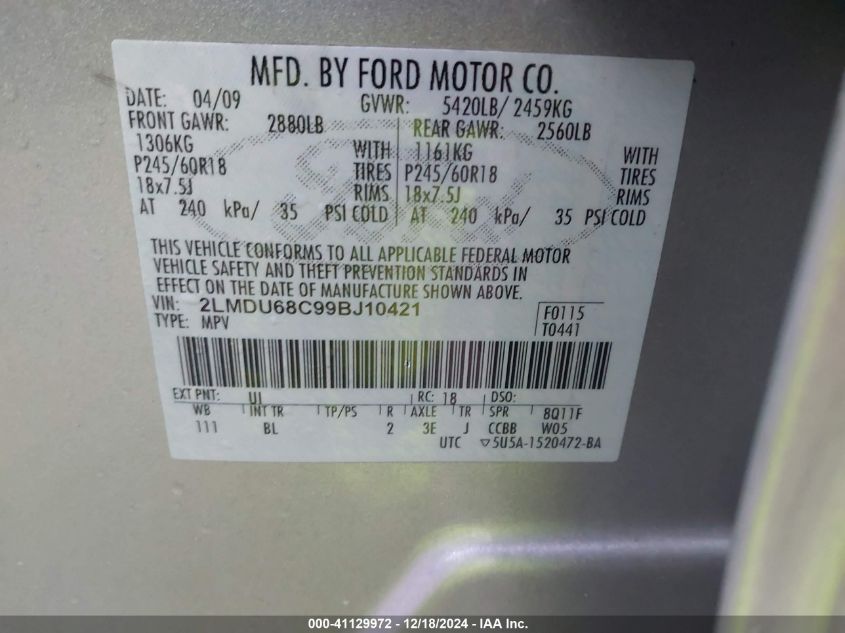 MFD. BY FORD MOTOR CO.
DATE: 04/09 GVWR: 5420LB/ 2459KG
FRONT GAWR: 2880LB REAR GAWR: 2560LB
1306KG WITH 1161KG WITH
P245/60R18 TIRES P245/60R18 TIRES
18x7.5J RIMS 18x7.5J RIMS
AT 240 kPa/ 35 PSI COLD AT 240 kPa/ 35 PSI COLD
THIS VEHICLE CONFORMS TO ALL APPLICABLE FEDERAL MOTOR
VEHICLE SAFETY AND THEFT PREVENTION STANDARDS IN
EFFECT ON THE DATE OF MANUFACTURE SHOWN ABOVE.
VIN: 2LMDU68C99BJ10421 F0115
TYPE: MPV T0441
EXT PNT: UI RC: 18 DSO:
WB INT TR TP/PS R AXLE TR SPR 8Q11F
111 BL 2 3E J CCBB W05
UTC ▽5U5A-1520472-BA
000-41129972 - 12/18/2024 - IAA Inc.